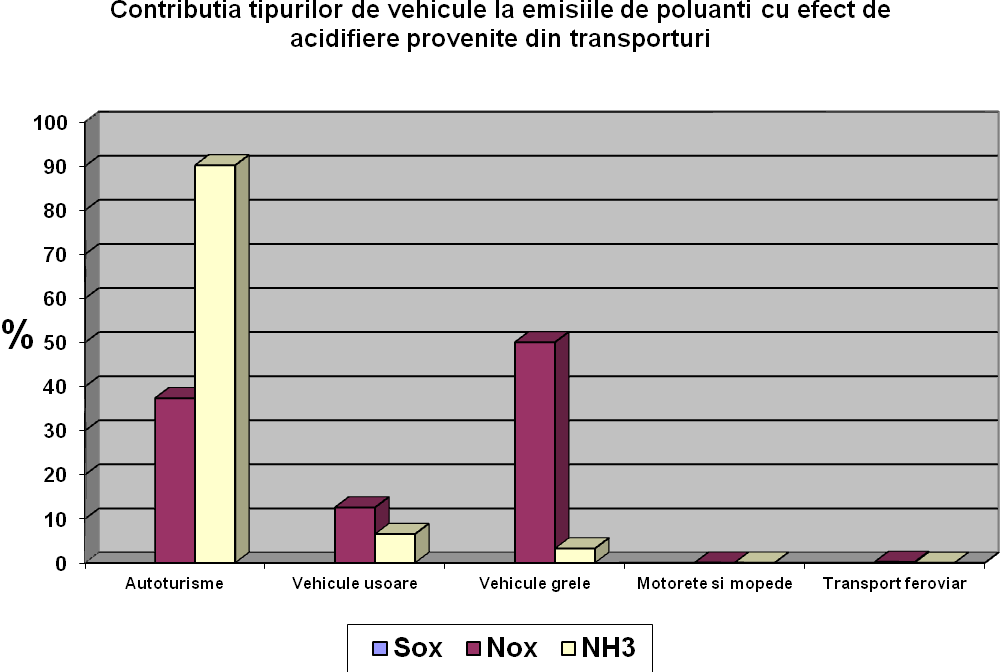 Contributia tipurilor de vehicule la emisiile de poluanti cu efect de
acidifiere provenite din transporturi
100
90
80
70
60
50
40
30
20
10
0
%
Autoturisme
Vehicule usoare
Vehicule grele
Motorete si mopede
Transport feroviar
Sox Nox NH3